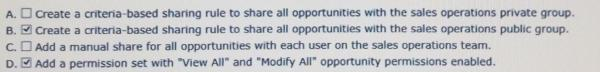 A. ☐ Create a criteria-based sharing rule to share all opportunities with the sales operations private group.
B. ☑ Create a criteria-based sharing rule to share all opportunities with the sales operations public group.
C. ☐ Add a manual share for all opportunities with each user on the sales operations team.
D. ☑ Add a permission set with "View All" and "Modify All" opportunity permissions enabled.